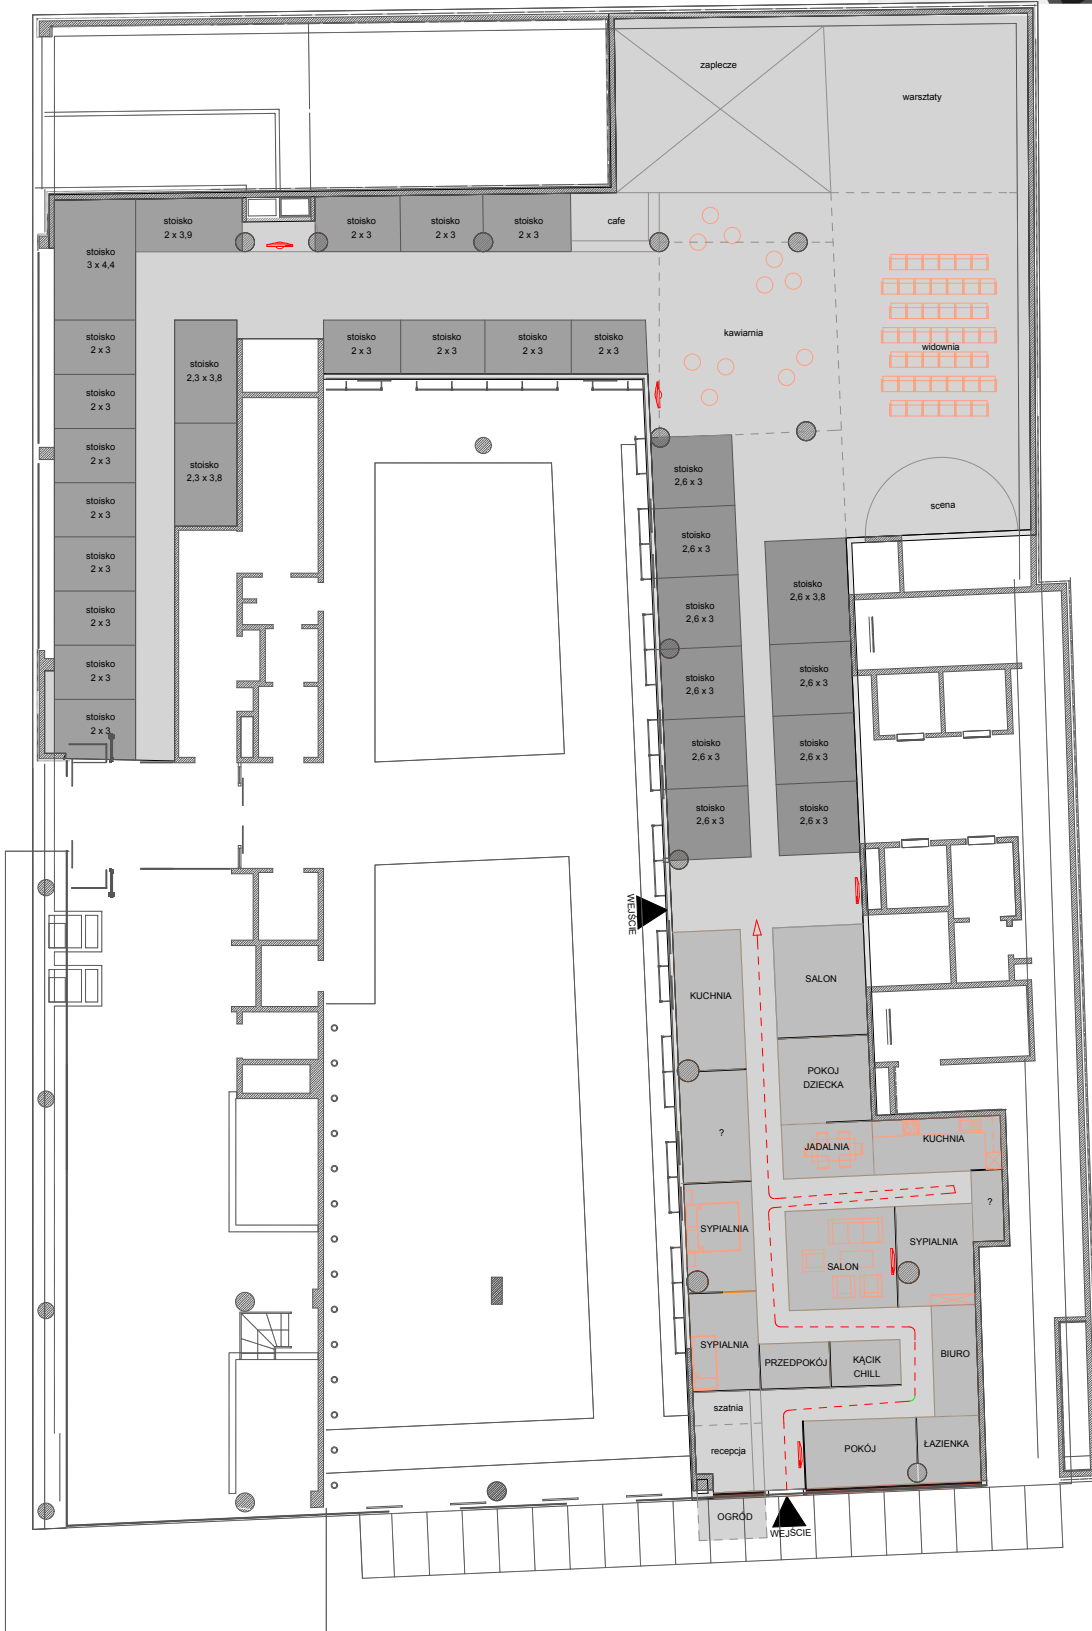 zaplecze
warsztaty
stoisko
3 x 4,4
stoisko
2 x 3,9
stoisko
2 x 3
stoisko
2 x 3
stoisko
2 x 3
cafe
kawiarnia
widownia
scena
stoisko
2 x 3
stoisko
2 x 3
stoisko
2 x 3
stoisko
2 x 3
stoisko
2 x 3
stoisko
2 x 3
stoisko
2 x 3
stoisko
2 x 3
stoisko
2 x 3
stoisko
2 x 3
stoisko
2 x 3
stoisko
2 x 3
stoisko
2,3 x 3,8
stoisko
2,3 x 3,8
stoisko
2,6 x 3
stoisko
2,6 x 3
stoisko
2,6 x 3
stoisko
2,6 x 3
stoisko
2,6 x 3
stoisko
2,6 x 3
stoisko
2,6 x 3,8
stoisko
2,6 x 3
stoisko
2,6 x 3
stoisko
2,6 x 3
WEJŚCIE
KUCHNIA
SALON
POKOJ
DZIECKA
?
JADALNIA
KUCHNIA
?
SYPIALNIA
SALON
SYPIALNIA
SYPIALNIA
PRZEDPOKÓJ
KĄCIK
CHILL
BIURO
szatnia
recepcja
POKÓJ
ŁAZIENKA
OGRÓD
WEJŚCIE